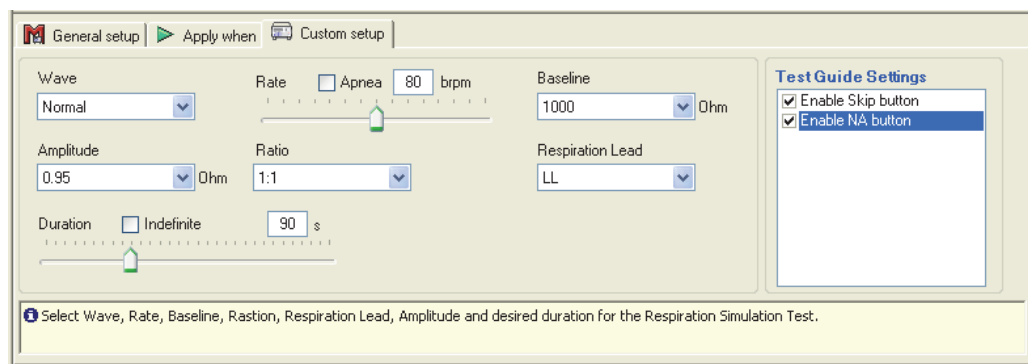 General setup Apply when Custom setup
Wave
Normal
Rate Apnea 80 brpm
Baseline
1000 Ohm
Amplitude
0.95 Ohm
Ratio
1:1
Respiration Lead
LL
Duration Indefinite 90 s
Test Guide Settings
Enable Skip button
Enable NA button
Select Wave, Rate, Baseline, Rastion, Respiration Lead, Amplitude and desired duration for the Respiration Simulation Test.